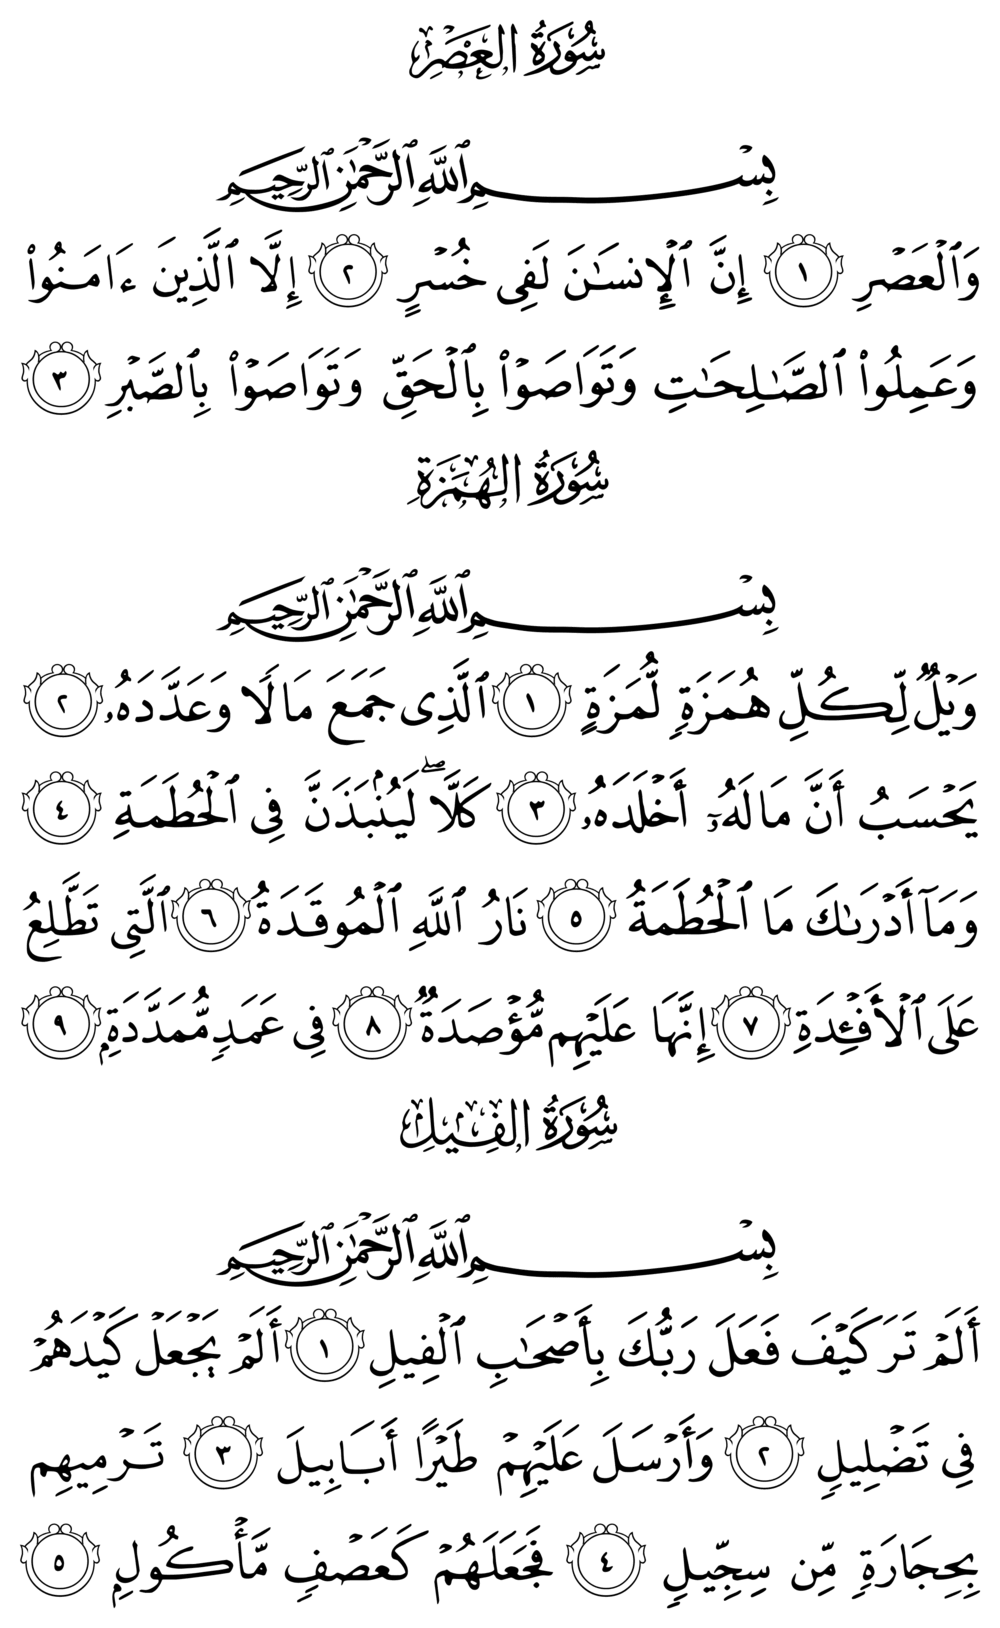 سُورَةُ العَصۡرِ
بِسۡمِ ٱللَّهِ ٱلرَّحۡمَٰنِ ٱلرَّحِيمِ
وَٱلۡعَصۡرِ ١ إِنَّ ٱلۡإِنسَٰنَ لَفِي خُسۡرٍ ٢ إِلَّا ٱلَّذِينَ ءَامَنُواْ
وَعَمِلُواْ ٱلصَّٰلِحَٰتِ وَتَوَاصَوۡاْ بِٱلۡحَقِّ وَتَوَاصَوۡاْ بِٱلصَّبۡرِ ٣
سُورَةُ الهُمَزَةِ
بِسۡمِ ٱللَّهِ ٱلرَّحۡمَٰنِ ٱلرَّحِيمِ
وَيۡلٞ لِّكُلِّ هُمَزَةٖ لُّمَزَةٍ ١ ٱلَّذِي جَمَعَ مَالٗا وَعَدَّدَهُۥ ٢
يَحۡسَبُ أَنَّ مَالَهُۥٓ أَخۡلَدَهُۥ ٣ كَلَّاۖ لَيُنۢبَذَنَّ فِي ٱلۡحُطَمَةِ ٤
وَمَآ أَدۡرَىٰكَ مَا ٱلۡحُطَمَةُ ٥ نَارُ ٱللَّهِ ٱلۡمُوقَدَةُ ٦ ٱلَّتِي تَطَّلِعُ
عَلَى ٱلۡأَفۡـِٔدَةِ ٧ إِنَّهَا عَلَيۡهِم مُّؤۡصَدَةٞ ٨ فِي عَمَدٖ مُّمَدَّدَةِۭ ٩
سُورَةُ الفِيلِ
بِسۡمِ ٱللَّهِ ٱلرَّحۡمَٰنِ ٱلرَّحِيمِ
أَلَمۡ تَرَ كَيۡفَ فَعَلَ رَبُّكَ بِأَصۡحَٰبِ ٱلۡفِيلِ ١ أَلَمۡ يَجۡعَلۡ كَيۡدَهُمۡ
فِي تَضۡلِيلٖ ٢ وَأَرۡسَلَ عَلَيۡهِمۡ طَيۡرًا أَبَابِيلَ ٣ تَرۡمِيهِم
بِحِجَارَةٖ مِّن سِجِّيلٖ ٤ فَجَعَلَهُمۡ كَعَصۡفٖ مَّأۡكُولِۭ ٥